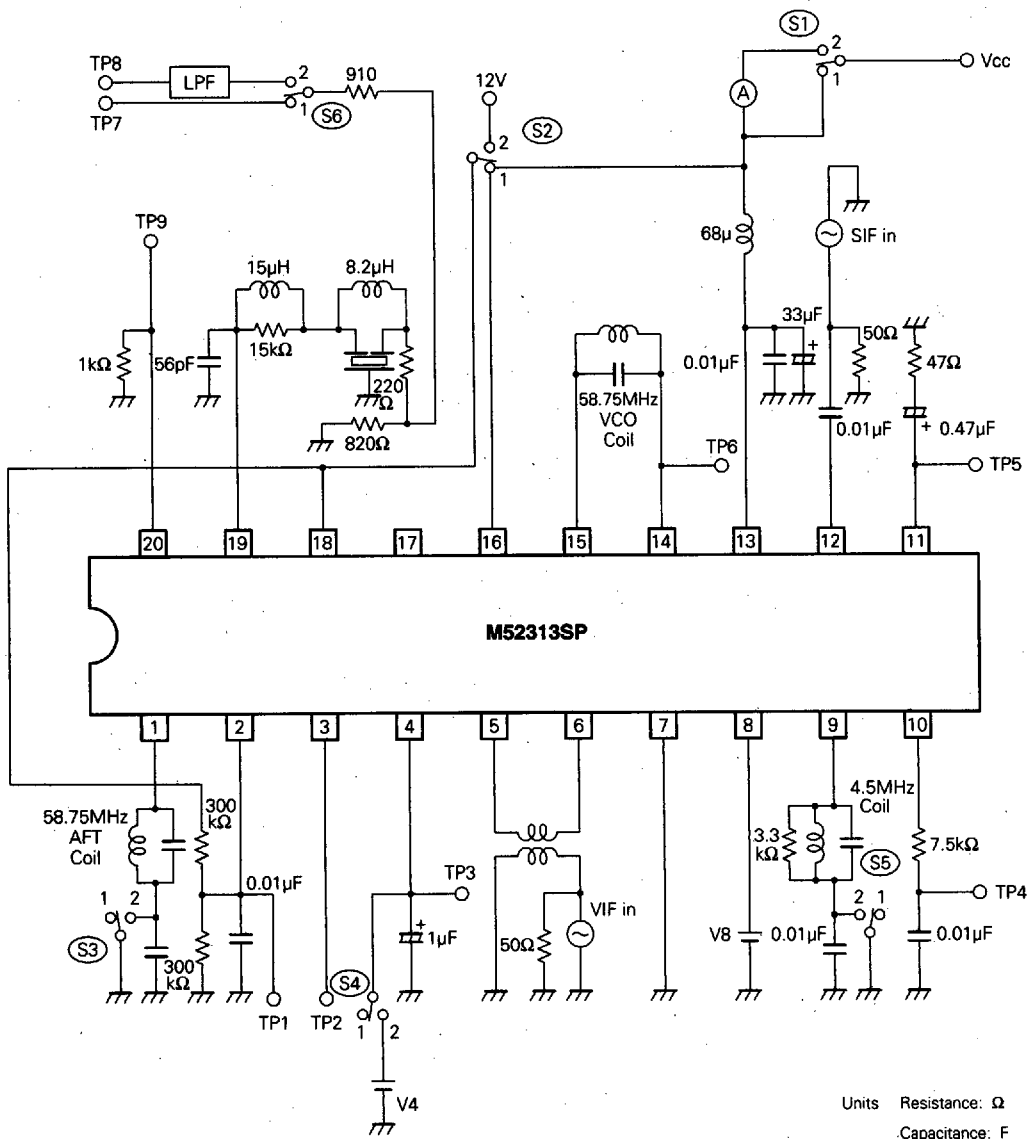 S1
2
1
Vcc
A
TP8
LPF
2
910
TP7
1
S6
12V
2
S2
1
TP9
68μ
SIF in
15μH
8.2μH
33μF
50Ω
1kΩ
56pF
15kΩ
220
Ω
0.01μF
47Ω
58.75MHz
VCO
Coil
0.01μF
+ 0.47μF
820Ω
TP6
TP5
20
19
18
17
16
15
14
13
12
11
M52313SP
1
2
3
4
5
6
7
8
9
10
58.75MHz
AFT
Coil
300
kΩ
4.5MHz
Coil
3.3
kΩ
S5
7.5kΩ
0.01μF
TP3
1 2
2 1
TP4
S3
300
kΩ
+
1μF
50Ω
VIF in
V8
0.01μF
0.01μF
TP1
TP2
S4
1
2
V4
Units Resistance: Ω
Capacitance: F